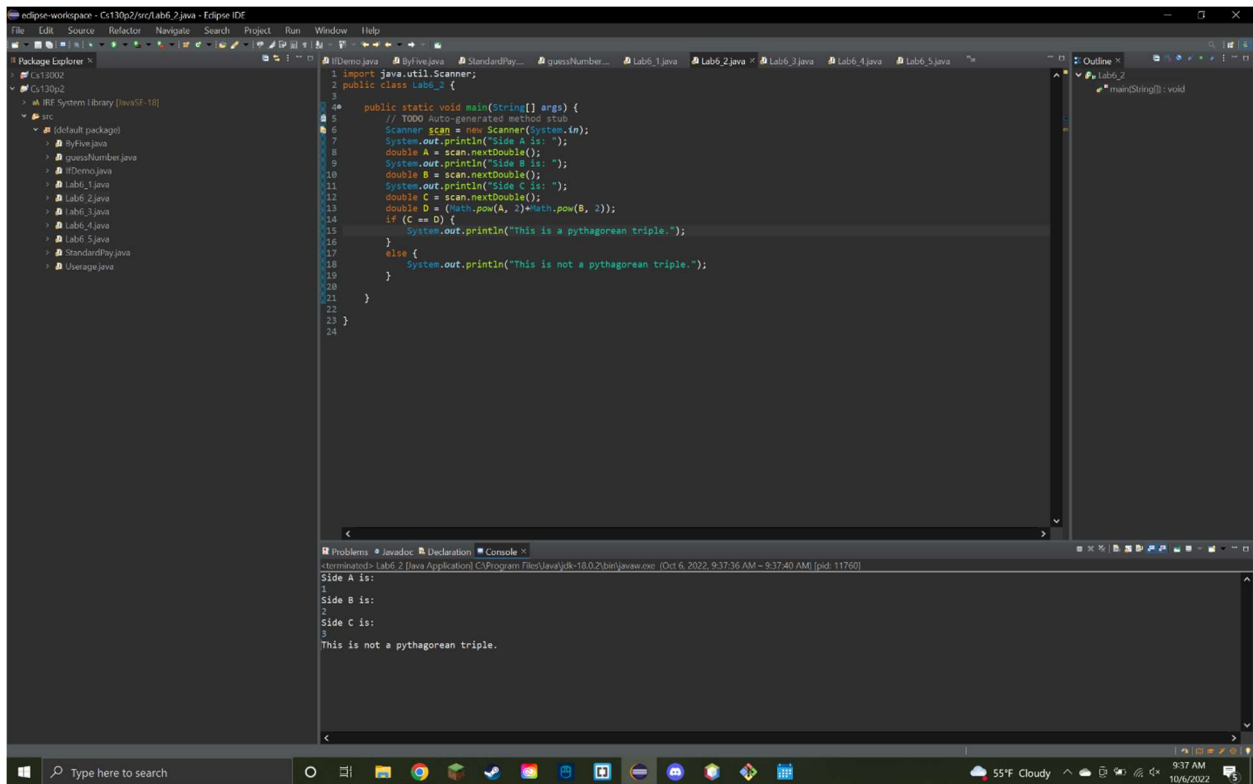 eclipse-workspace - Cs130p2/src/Lab6_2.java - Eclipse IDE
File Edit Source Refactor Navigate Search Project Run Window Help
Package Explorer
Cs13002
Cs130p2
JRE System Library [JavaSE-18]
src
(default package)
ByFive.java
guessNumber.java
IfDemo.java
Lab6_1.java
Lab6_2.java
Lab6_3.java
Lab6_4.java
Lab6_5.java
StandardPay.java
Userage.java
IfDemo.java ByFive.java StandardPay.... guessNumber.... Lab6_1.java Lab6_2.java Lab6_3.java Lab6_4.java Lab6_5.java
1 import java.util.Scanner;
2 public class Lab6_2 {
3
4 public static void main(String[] args) {
5 // TODO Auto-generated method stub
6 Scanner scan = new Scanner(System.in);
7 System.out.println("Side A is: ");
8 double A = scan.nextDouble();
9 System.out.println("Side B is: ");
10 double B = scan.nextDouble();
11 System.out.println("Side C is: ");
12 double C = scan.nextDouble();
13 double D = (Math.pow(A, 2)+Math.pow(B, 2));
14 if (C == D) {
15 System.out.println("This is a pythagorean triple.");
16 }
17 else {
18 System.out.println("This is not a pythagorean triple.");
19 }
20
21 }
22
23 }
24
Outline
Lab6_2
main(String[]) : void
Problems Javadoc Declaration Console
<terminated> Lab6_2 [Java Application] C:\Program Files\Java\jdk-18.0.2\bin\javaw.exe (Oct 6, 2022, 9:37:36 AM – 9:37:40 AM) [pid: 11760]
Side A is:
1
Side B is:
2
Side C is:
3
This is not a pythagorean triple.
Type here to search
55°F Cloudy
9:37 AM
10/6/2022
5